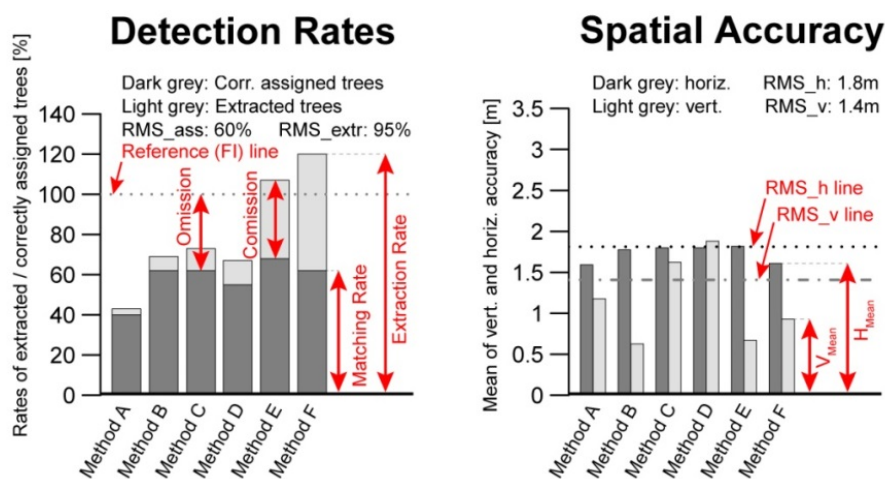 Detection Rates
Dark grey: Corr. assigned trees
Light grey: Extracted trees
RMS_ass: 60% RMS_extr: 95%
Rates of extracted / correctly assigned trees [%]
140
120
100
80
60
40
20
0
Reference (FI) line
Omission
Comission
Matching Rate
Extraction Rate
Method A
Method B
Method C
Method D
Method E
Method F
Spatial Accuracy
Dark grey: horiz. RMS_h: 1.8m
Light grey: vert. RMS_v: 1.4m
Mean of vert. and horiz. accuracy [m]
3.5
3
2.5
2
1.5
1
0.5
0
RMS_h line
RMS_v line
V_Mean
H_Mean
Method A
Method B
Method C
Method D
Method E
Method F